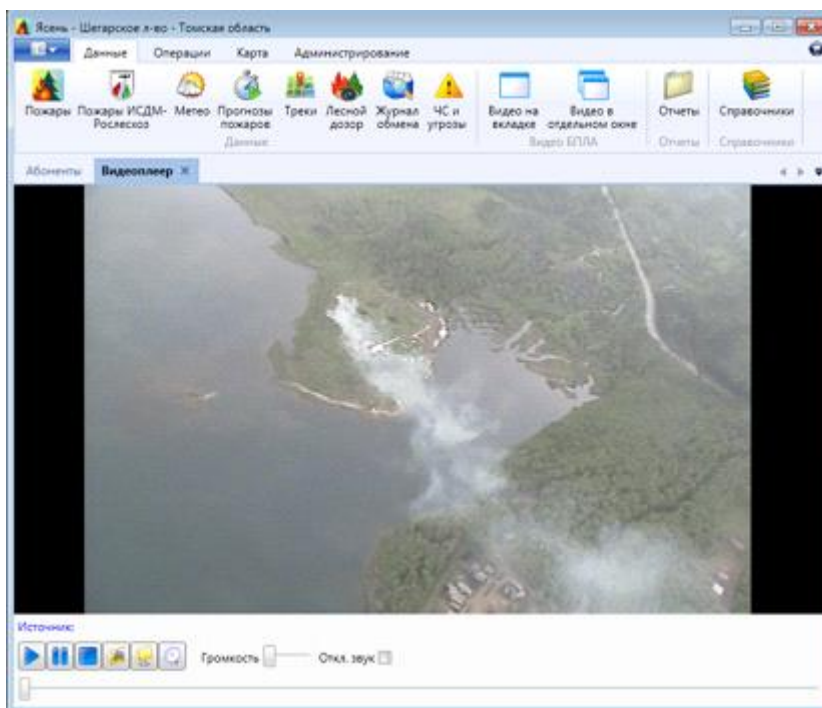 Ясень - Шегарское л-во - Томская область
Данные Операции Карта Администрирование
Пожары Пожары ИСДМ- Метео Прогнозы Треки Лесной Журнал ЧС и Видео на Видео в Отчеты Справочники
Рослесхоз пожаров дозор обмена угрозы вкладке отдельном окне
Данные Видео БПЛА Отчеты Справочники
Абоненты Видеоплеер
Источник:
Громкость Откл. звук